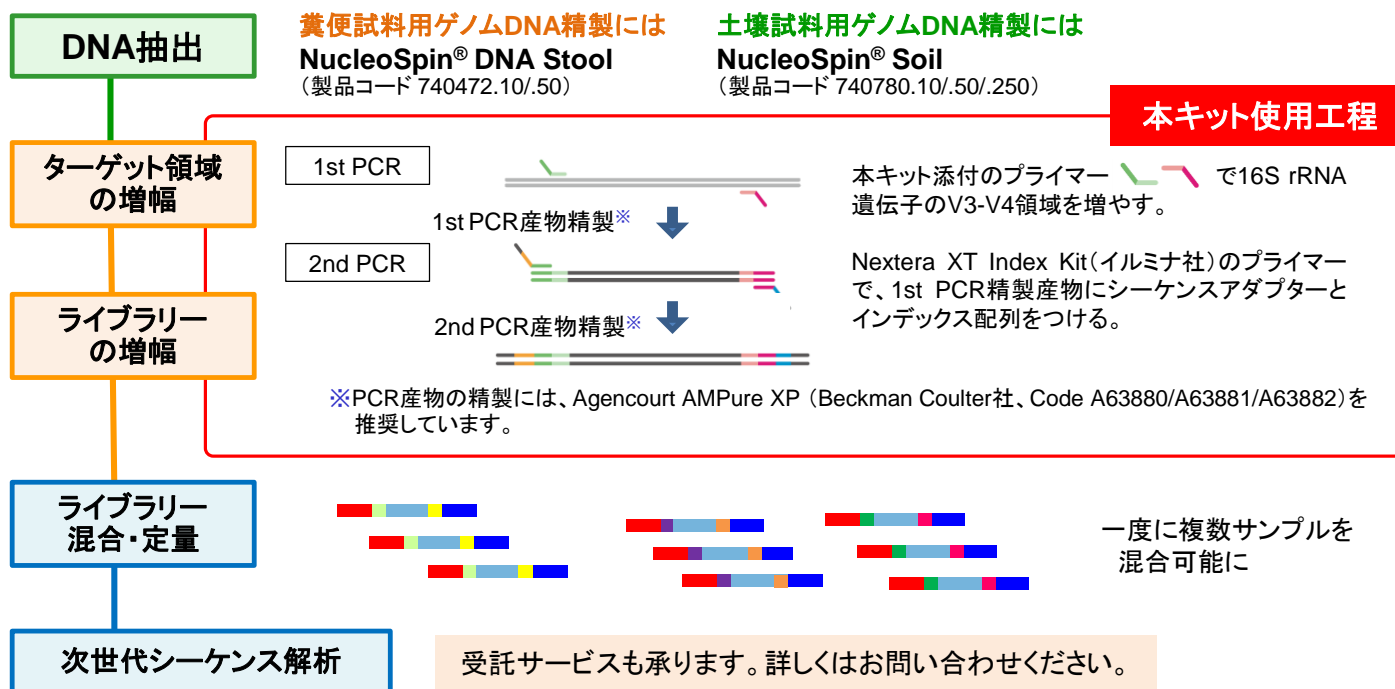 DNA抽出
糞便試料用ゲノムDNA精製には
NucleoSpin® DNA Stool
（製品コード 740472.10/.50）
土壌試料用ゲノムDNA精製には
NucleoSpin® Soil
（製品コード 740780.10/.50/.250）
本キット使用工程
ターゲット領域
の増幅
1st PCR
本キット添付のプライマー で16S rRNA
遺伝子のV3-V4領域を増やす。
1st PCR産物精製※
2nd PCR
Nextera XT Index Kit（イルミナ社）のプライマー
で、1st PCR精製産物にシーケンスアダプターと
インデックス配列をつける。
ライブラリー
の増幅
2nd PCR産物精製※
※PCR産物の精製には、Agencourt AMPure XP （Beckman Coulter社、Code A63880/A63881/A63882）を
推奨しています。
ライブラリー
混合・定量
一度に複数サンプルを
混合可能に
次世代シーケンス解析
受託サービスも承ります。詳しくはお問い合わせください。